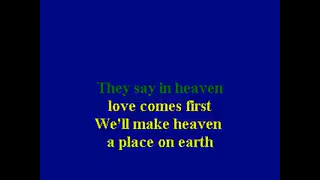 They say in heaven
love comes first
We'll make heaven
a place on earth